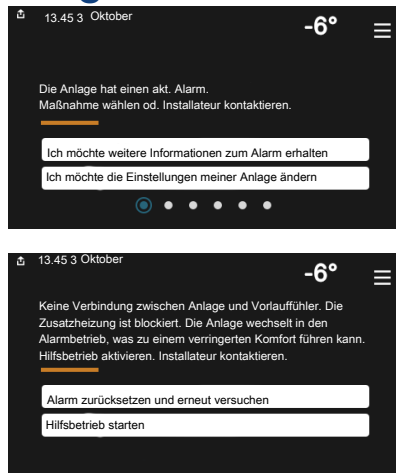 13.45 3 Oktober
-6°
Die Anlage hat einen akt. Alarm.
Maßnahme wählen od. Installateur kontaktieren.
Ich möchte weitere Informationen zum Alarm erhalten
Ich möchte die Einstellungen meiner Anlage ändern
13.45 3 Oktober
-6°
Keine Verbindung zwischen Anlage und Vorlauffühler. Die
Zusatzheizung ist blockiert. Die Anlage wechselt in den
Alarmbetrieb, was zu einem verringerten Komfort führen kann.
Hilfsbetrieb aktivieren. Installateur kontaktieren.
Alarm zurücksetzen und erneut versuchen
Hilfsbetrieb starten